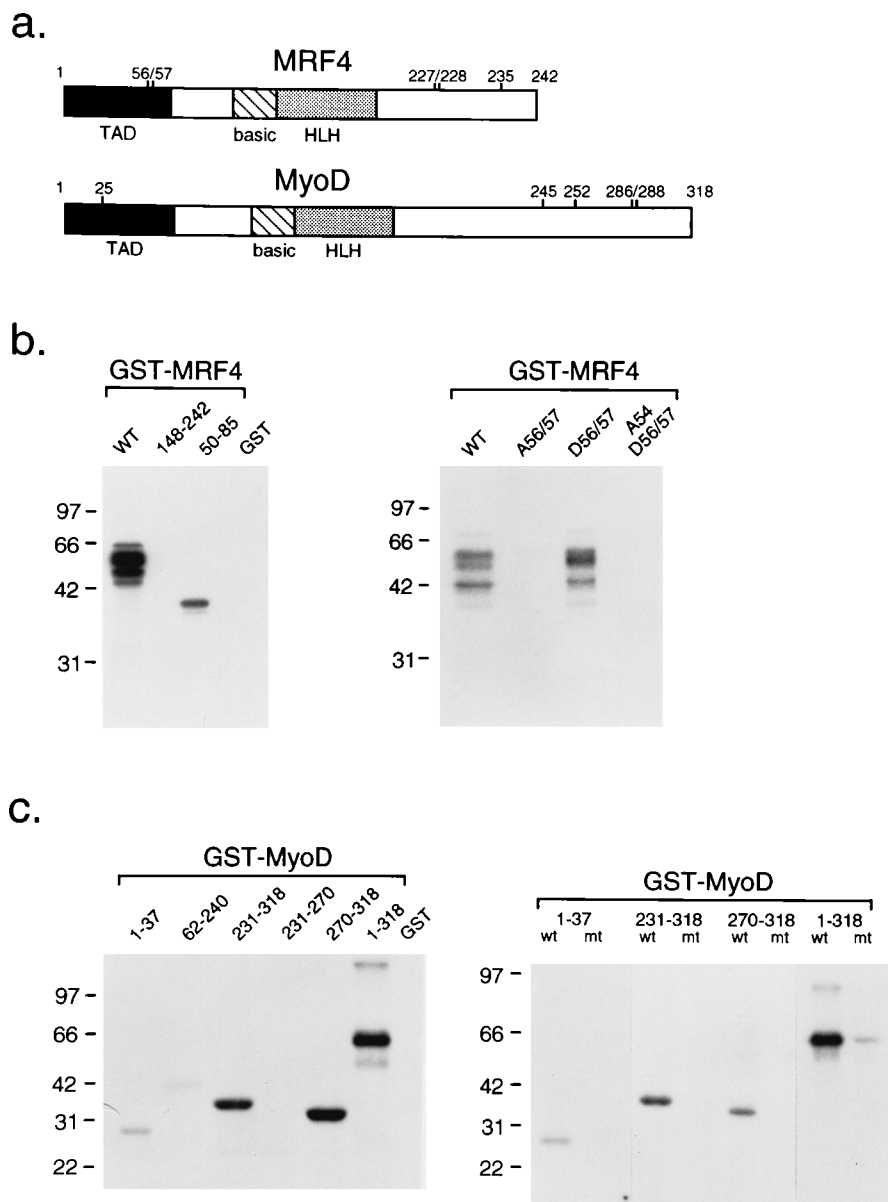 a.
MRF4
1 56/57 227/228 235 242
TAD basic HLH
MyoD
1 25 245 252 286/288 318
TAD basic HLH
b.
GST-MRF4
WT 148-242 50-85 GST
97 -
66 -
42 -
31 -
GST-MRF4
WT A56/57 D56/57 A54 D56/57
97 -
66 -
42 -
31 -
c.
GST-MyoD
1-37 62-240 231-318 231-270 270-318 1-318 GST
97 -
66 -
42 -
31 -
22 -
GST-MyoD
1-37 231-318 270-318 1-318
wt mt wt mt wt mt wt mt
97 -
66 -
42 -
31 -
22 -